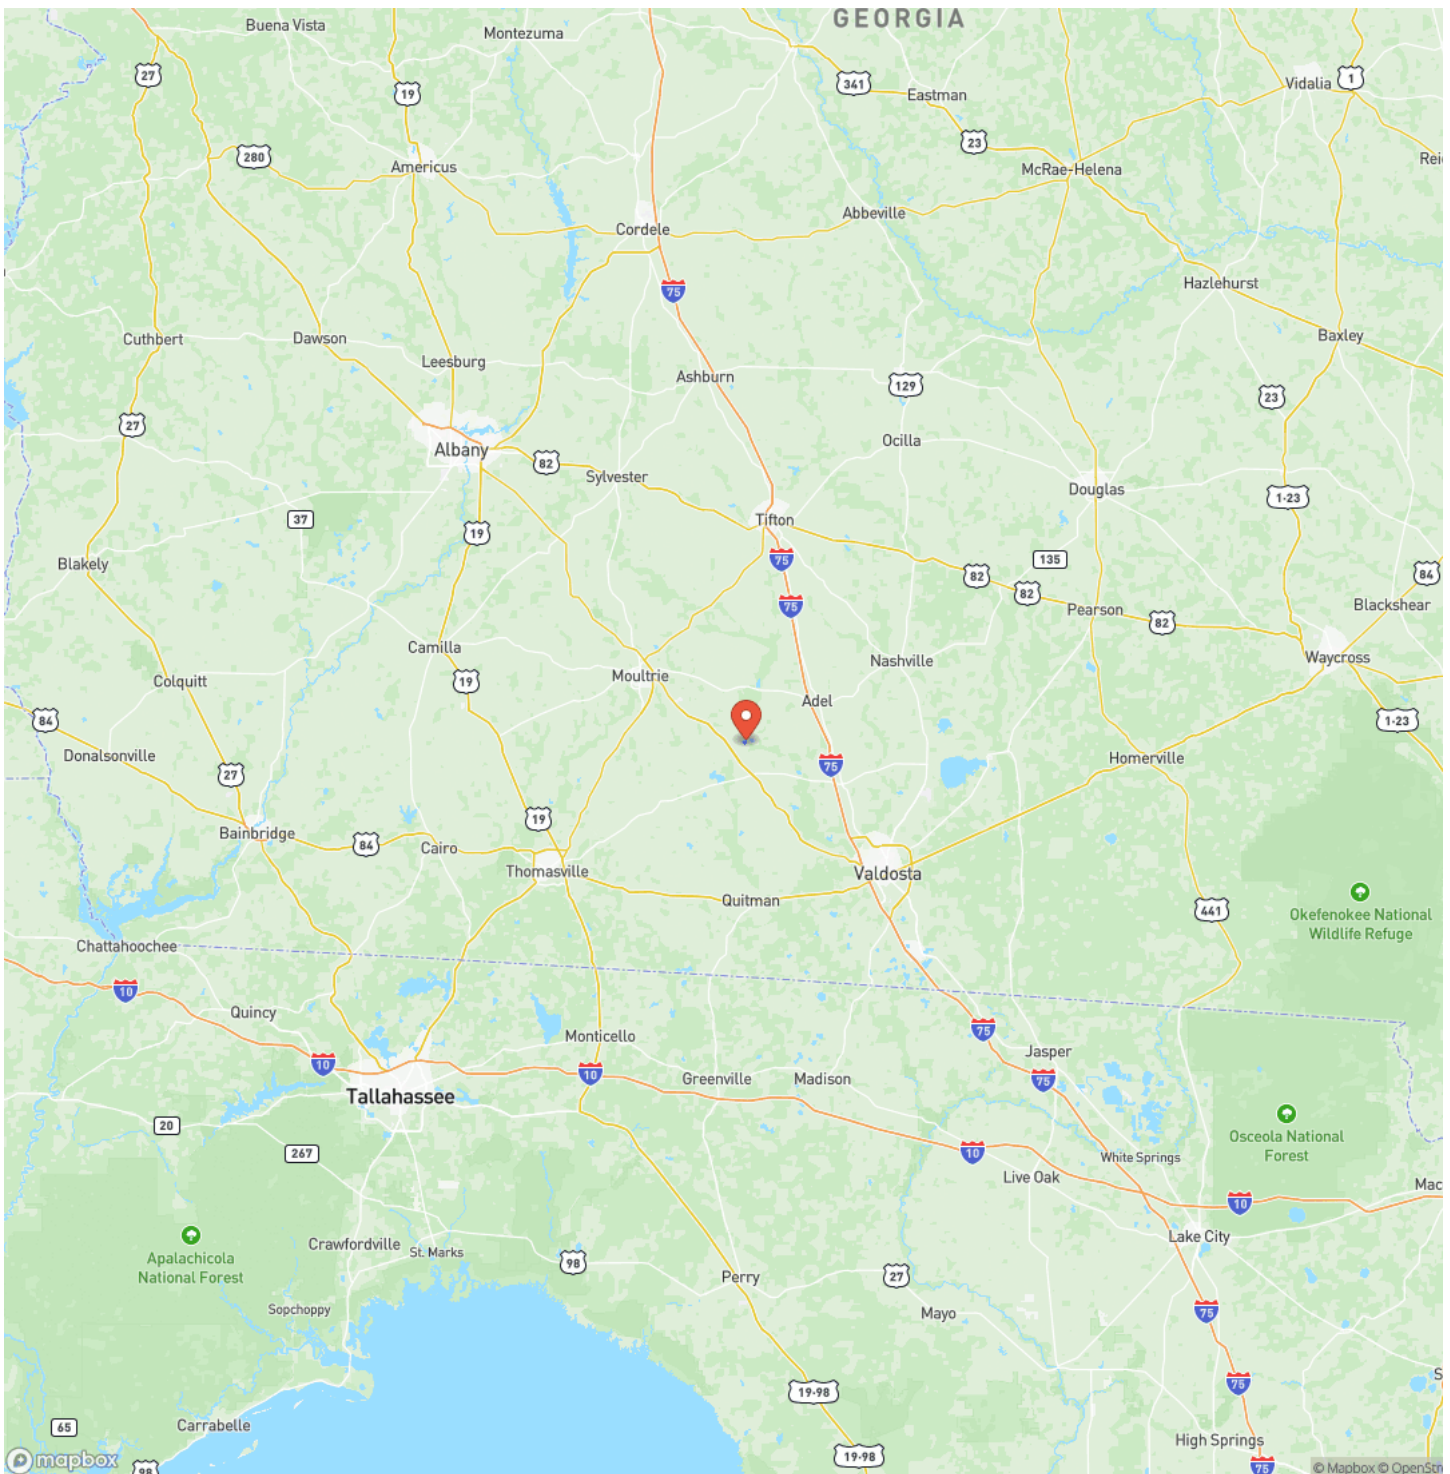 GEORGIA
Buena Vista
Montezuma
27
19
341
Eastman
Vidalia
1
280
Americus
23
McRae-Helena
Rei
Abbeville
Cordele
75
Hazlehurst
Cuthbert
Dawson
Leesburg
Ashburn
129
23
Baxley
27
Albany
82
Sylvester
Ocilla
Douglas
1-23
37
19
Tifton
Blakely
75
82
135
84
75
82
Pearson
82
Blackshear
Camilla
Moultrie
Nashville
Waycross
Colquitt
19
Adel
84
1-23
Donalsonville
27
75
Homerville
Bainbridge
84
Cairo
19
Thomasville
Valdosta
Quitman
441
Okefenokee National
Wildlife Refuge
Chattahoochee
10
Quincy
Monticello
75
Jasper
10
10
Greenville
Madison
75
Tallahassee
20
267
Osceola National
Forest
10
White Springs
Live Oak
Mac
10
Lake City
Apalachicola
National Forest
Crawfordville
St. Marks
98
Perry
27
Sopchoppy
Mayo
75
75
19-98
S
65
Carrabelle
High Springs
mapbox
98
19-98
75
© Mapbox © OpenStr